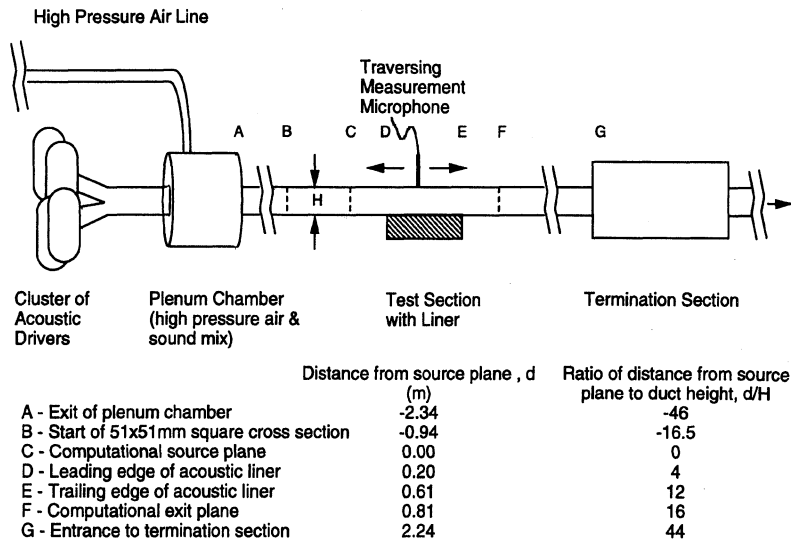 High Pressure Air Line
Traversing
Measurement
Microphone
A B C D E F G
H
Cluster of
Acoustic
Drivers
Plenum Chamber
(high pressure air &
sound mix)
Test Section
with Liner
Termination Section
Distance from source plane , d
(m)
Ratio of distance from source
plane to duct height, d/H
A - Exit of plenum chamber -2.34 -46
B - Start of 51x51mm square cross section -0.94 -16.5
C - Computational source plane 0.00 0
D - Leading edge of acoustic liner 0.20 4
E - Trailing edge of acoustic liner 0.61 12
F - Computational exit plane 0.81 16
G - Entrance to termination section 2.24 44